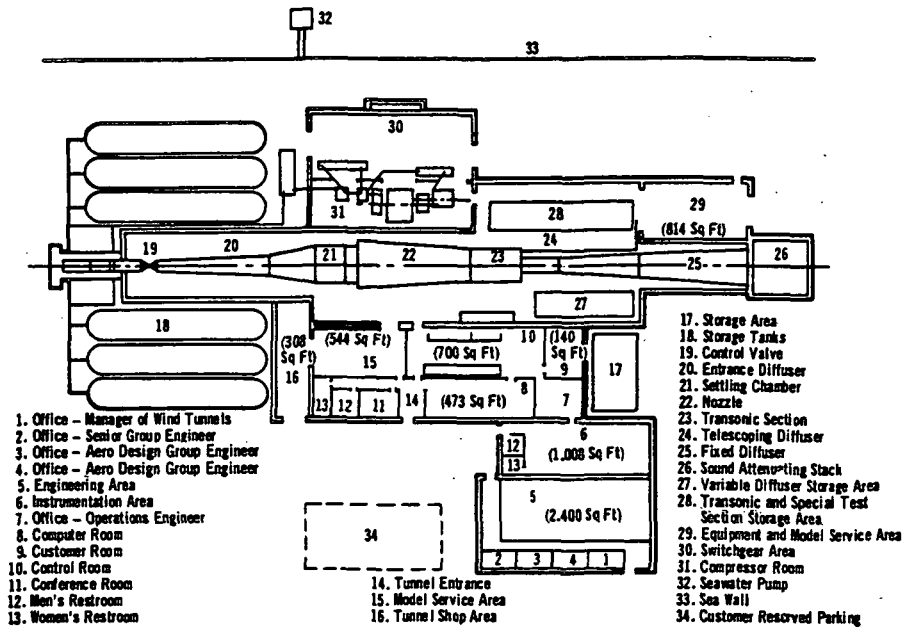 32
33
30
31
28
29
(814 Sq Ft)
24
19
20
21
22
23
25
26
27
18
(308 Sq Ft)
16
(544 Sq Ft)
15
(700 Sq Ft)
10
(140 Sq Ft)
9
17
13
12
11
14
(473 Sq Ft)
8
7
6
12
13
(1,008 Sq Ft)
5
(2.400 Sq Ft)
34
2
3
4
1
1. Office - Manager of Wind Tunnels
2. Office - Senior Group Engineer
3. Office - Aero Design Group Engineer
4. Office - Aero Design Group Engineer
5. Engineering Area
6. Instrumentation Area
7. Office - Operations Engineer
8. Computer Room
9. Customer Room
10. Control Room
11. Conference Room
12. Men's Restroom
13. Women's Restroom
14. Tunnel Entrance
15. Model Service Area
16. Tunnel Shop Area
17. Storage Area
18. Storage Tanks
19. Control Valve
20. Entrance Diffuser
21. Settling Chamber
22. Nozzle
23. Transonic Section
24. Telescoping Diffuser
25. Fixed Diffuser
26. Sound Attenuating Stack
27. Variable Diffuser Storage Area
28. Transonic and Special Test
Section Storage Area
29. Equipment and Model Service Area
30. Switchgear Area
31. Compressor Room
32. Seawater Pump
33. Sea Wall
34. Customer Reserved Parking